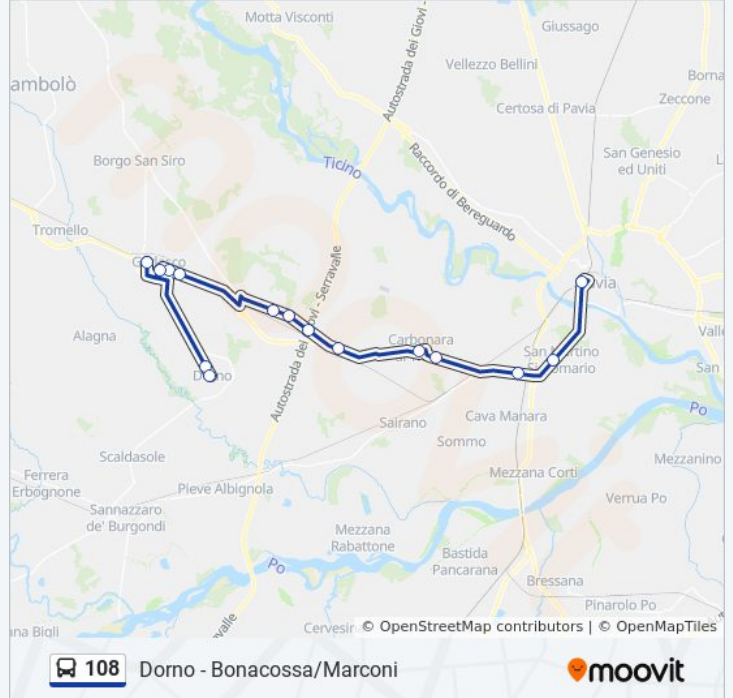 Motta Visconti
Giussago
Autostrada dei Giovi -
Vellezzo Bellini
ambolò
Borna
Zeccone
Certosa di Pavia
Borgo San Siro
Ticino
Raccordo di Bereguardo
San Genesio
ed Uniti
Tromello
Autostrada dei Giovi - Serravalle
via
Alagna
Carbonara
Valle
San Martino
Siccomario
San
Po
Cava Manara
Sairano
Sommo
Scaldasole
Mezzanino
Mezzana Corti
Ferrera
Erbognone
Pieve Albignola
Verrua Po
Sannazzaro
de' Burgondi
Mezzana
Rabattone
Bastida
Pancarana
Po
Bressana
Pinarolo Po
valle
Cervesir
© OpenStreetMap contributors | © OpenMapTiles
108 Dorno - Bonacossa/Marconi
moovit